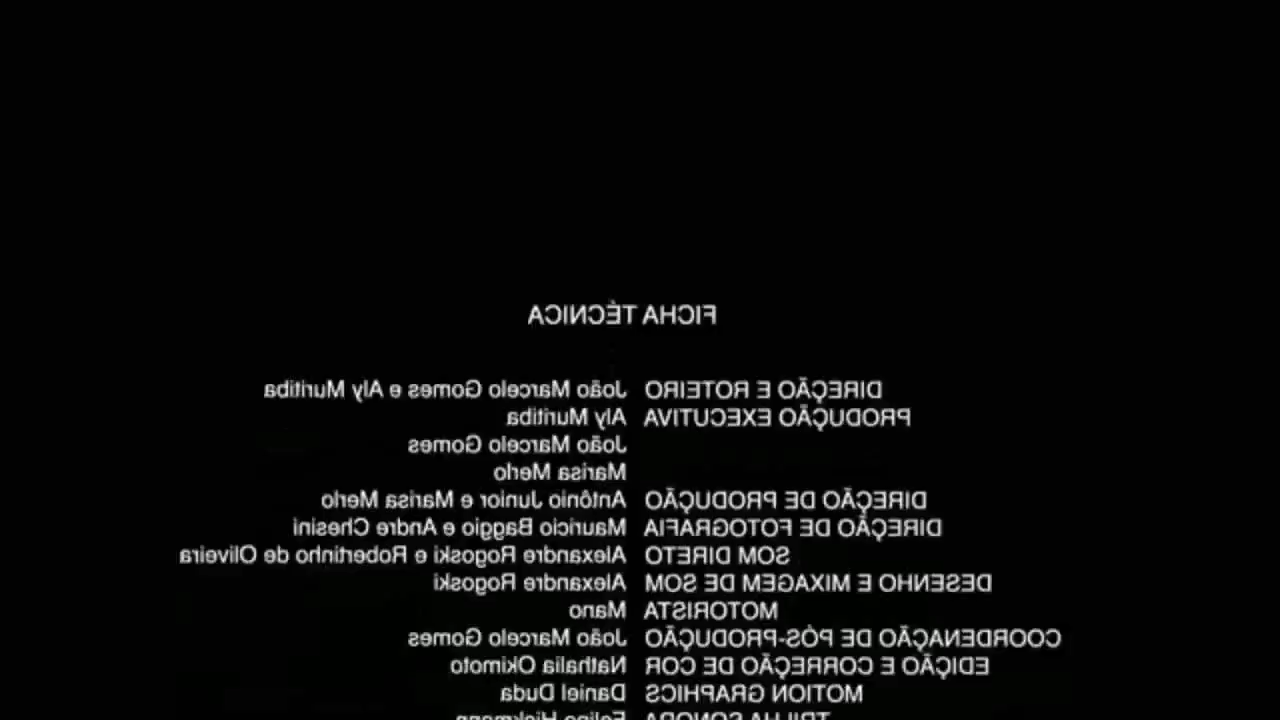 FICHA TÉCNICA
DIREÇÃO E ROTEIRO João Marcelo Gomes e Aly Muritiba
PRODUÇÃO EXECUTIVA Aly Muritiba
João Marcelo Gomes
Marisa Merlo
DIREÇÃO DE PRODUÇÃO Antônio Junior e Marisa Merlo
DIREÇÃO DE FOTOGRAFIA Mauricio Baggio e Andre Chesini
SOM DIRETO Alexandre Rogoski e Robertinho de Oliveira
DESENHO E MIXAGEM DE SOM Alexandre Rogoski
MOTORISTA Mano
COORDENAÇÃO DE PÓS-PRODUÇÃO João Marcelo Gomes
EDIÇÃO E CORREÇÃO DE COR Nathalia Okimoto
MOTION GRAPHICS Daniel Duda
TRILHA SONORA Felipe